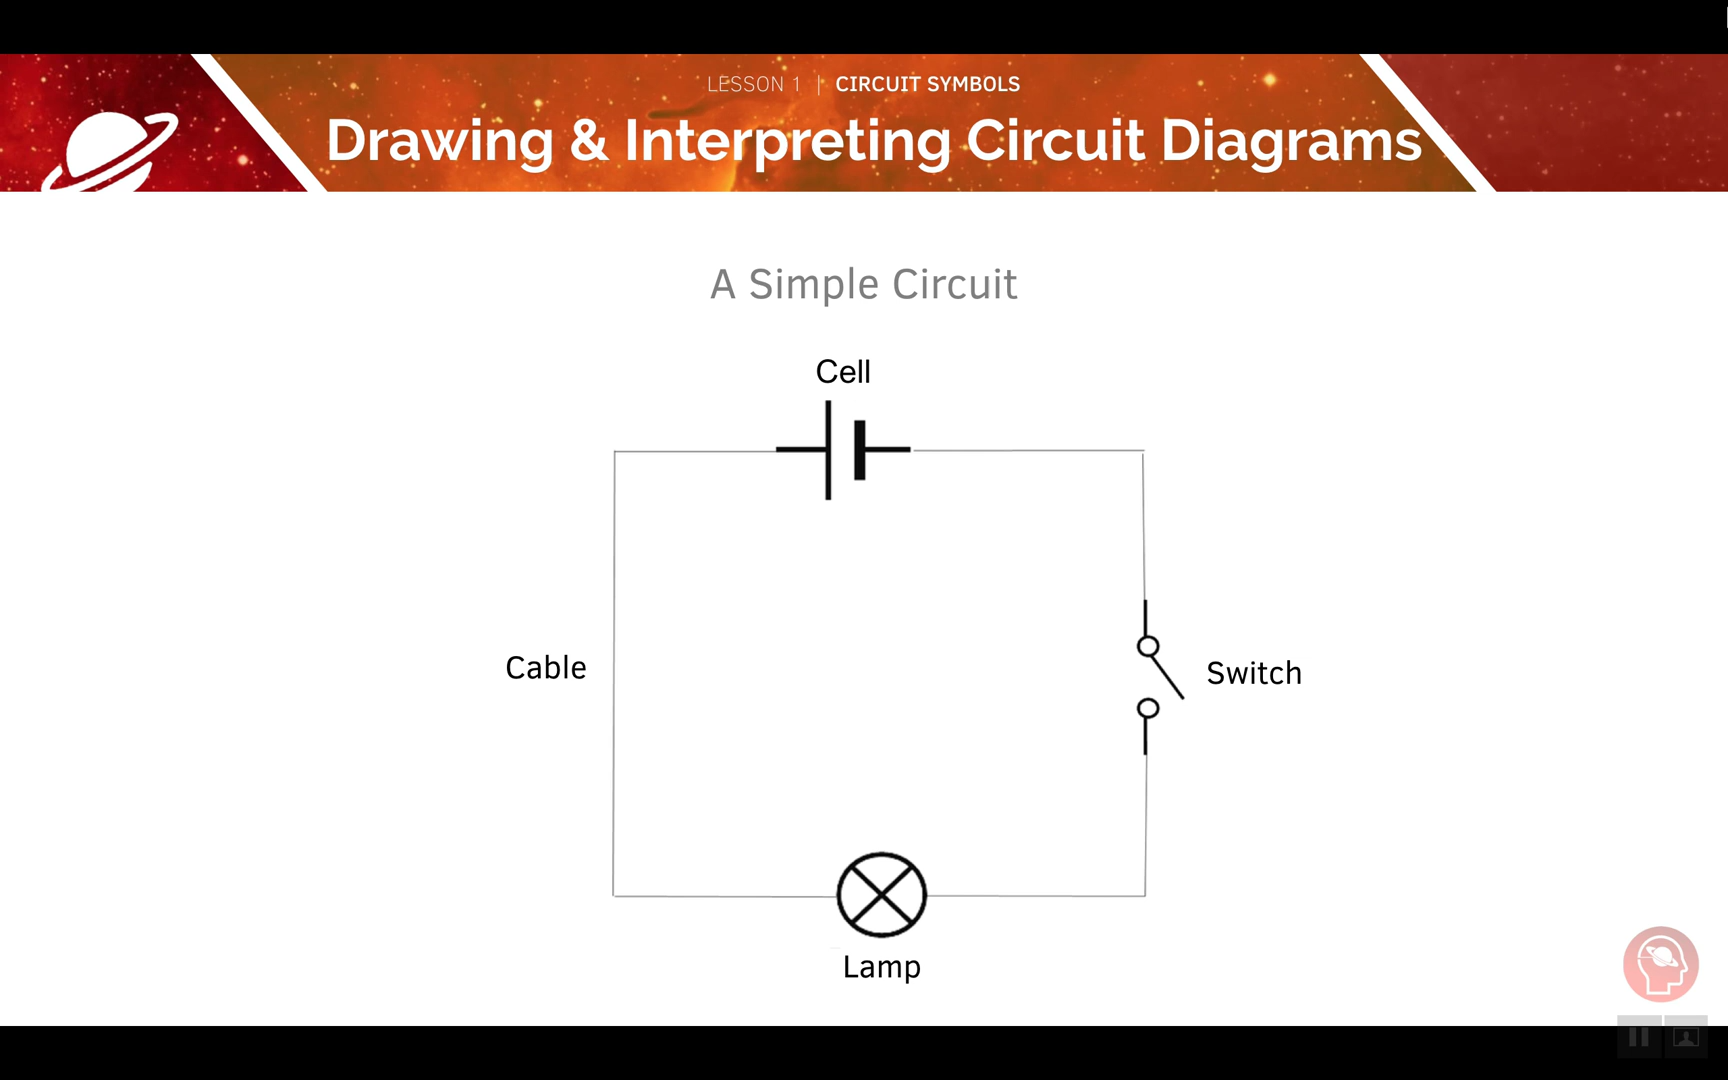 LESSON 1 | CIRCUIT SYMBOLS
Drawing & Interpreting Circuit Diagrams
A Simple Circuit
Cell
Cable
Switch
Lamp